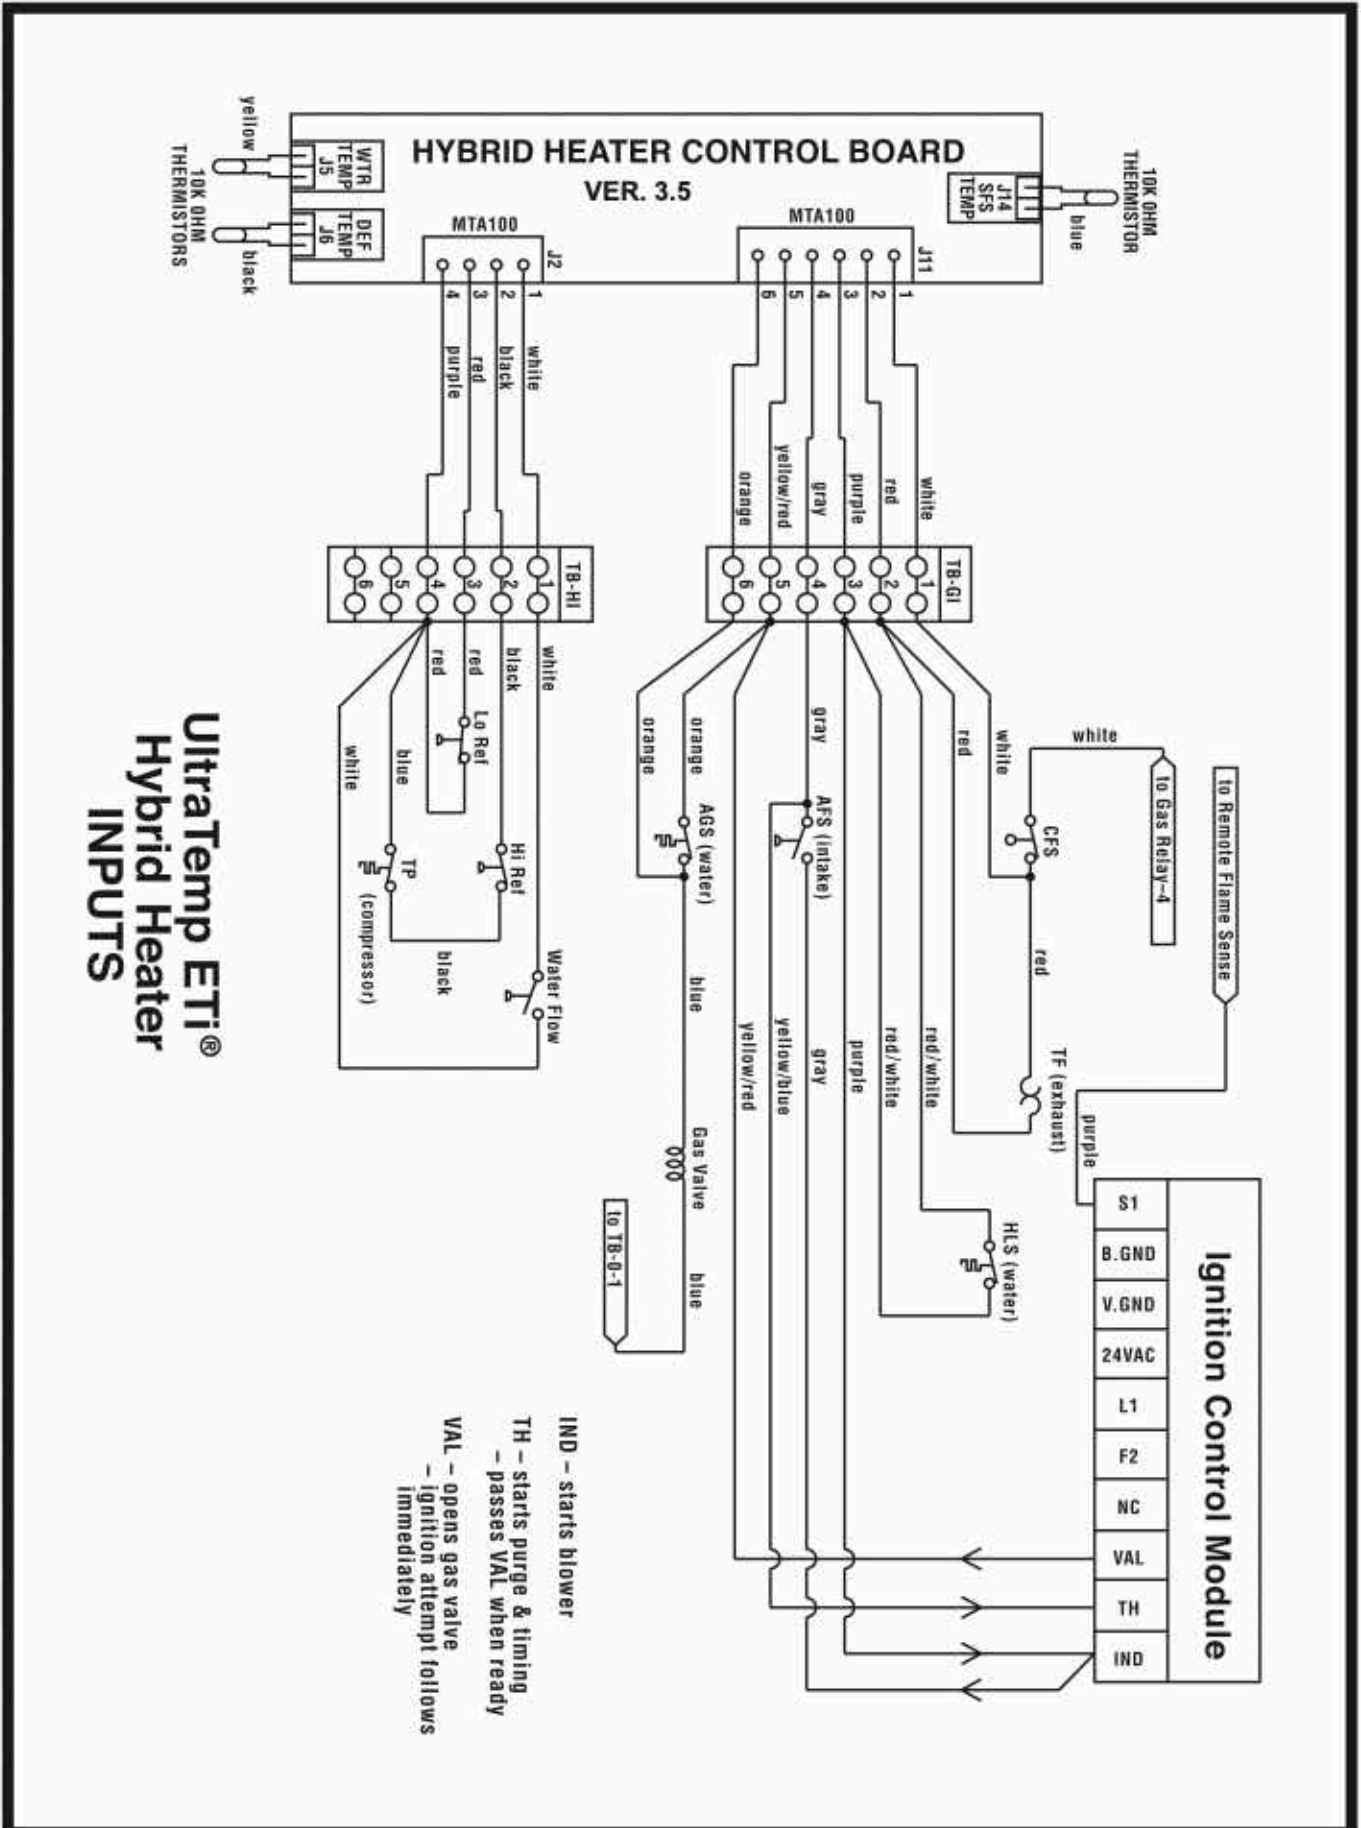 HYBRID HEATER CONTROL BOARD
VER. 3.5
WTR
TEMP
J5
DEF
TEMP
J6
yellow
black
10K OHM
THERMISTORS
J14
SFS
TEMP
10K OHM
THERMISTOR
blue
MTA100
J2
1
2
3
4
white
black
red
purple
MTA100
J11
1
2
3
4
5
6
white
red
purple
gray
yellow/red
orange
TB-HI
1
2
3
4
5
6
TB-GI
1
2
3
4
5
6
white
black
red
red
blue
white
Lo Ref
Hi Ref
TP
(compressor)
black
Water Flow
white
to Gas Relay-4
to Remote Flame Sense
white
red
CFS
red
TF (exhaust)
purple
gray
AFS (intake)
orange
orange
AGS (water)
blue
Gas Valve
blue
to TB-0-1
red/white
red/white
purple
gray
yellow/blue
yellow/red
HLS (water)
Ignition Control Module
S1
B.GND
V.GND
24VAC
L1
F2
NC
VAL
TH
IND
IND – starts blower
TH – starts purge & timing
– passes VAL when ready
VAL – opens gas valve
– ignition attempt follows
immediately
UltraTemp ETi®
Hybrid Heater
INPUTS